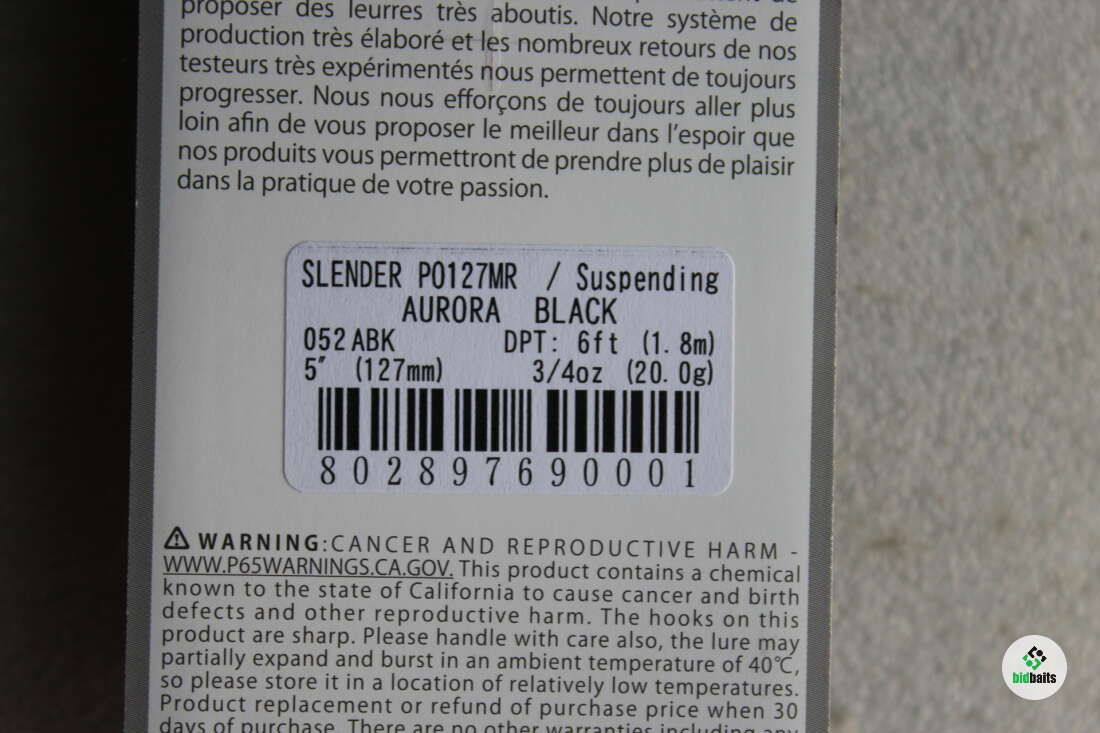 proposer des leurres très aboutis. Notre système de
production très élaboré et les nombreux retours de nos
testeurs très expérimentés nous permettent de toujours
progresser. Nous nous efforçons de toujours aller plus
loin afin de vous proposer le meilleur dans l'espoir que
nos produits vous permettront de prendre plus de plaisir
dans la pratique de votre passion.
SLENDER PO127MR / Suspending
AURORA BLACK
052 ABK DPT: 6ft (1.8m)
5″ (127mm) 3/4oz (20.0g)
802897690001
WARNING:CANCER AND REPRODUCTIVE HARM -
WWW.P65WARNINGS.CA.GOV. This product contains a chemical
known to the state of California to cause cancer and birth
defects and other reproductive harm. The hooks on this
product are sharp. Please handle with care also, the lure may
partially expand and burst in an ambient temperature of 40℃,
so please store it in a location of relatively low temperatures.
Product replacement or refund of purchase price when 30
days of purchase. There are no other warranties including any
bidbaits